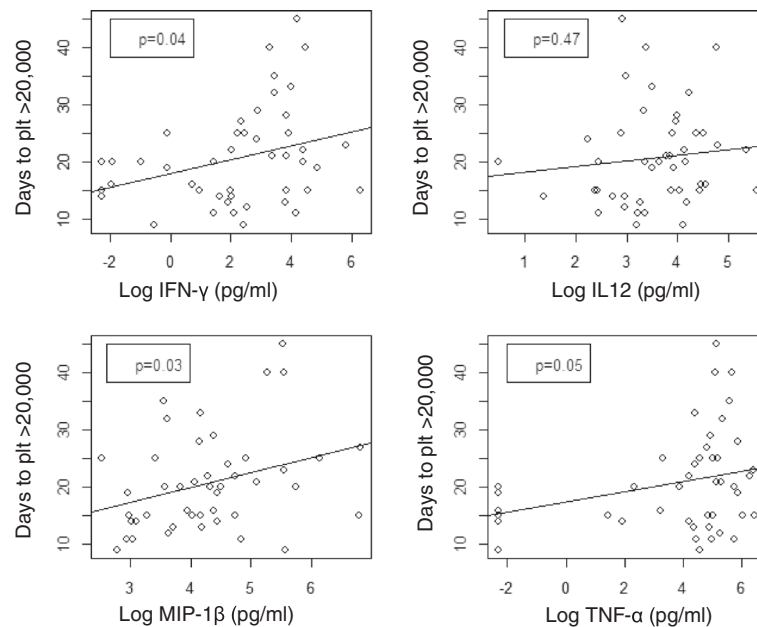 p=0.04
Days to plt >20,000
40
30
20
10
-2 0 2 4 6
Log IFN-γ (pg/ml)
p=0.47
Days to plt >20,000
40
30
20
10
1 2 3 4 5
Log IL12 (pg/ml)
p=0.03
Days to plt >20,000
40
30
20
10
3 4 5 6
Log MIP-1β (pg/ml)
p=0.05
Days to plt >20,000
40
30
20
10
-2 0 2 4 6
Log TNF-α (pg/ml)